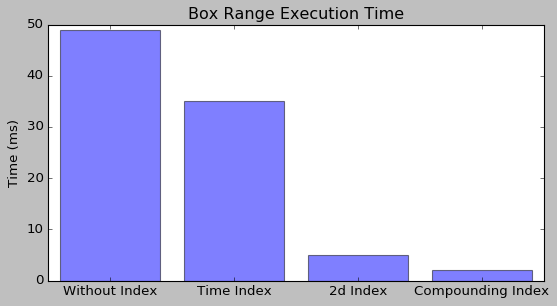 Box Range Execution Time
Time (ms)
50
40
30
20
10
0
Without Index
Time Index
2d Index
Compounding Index